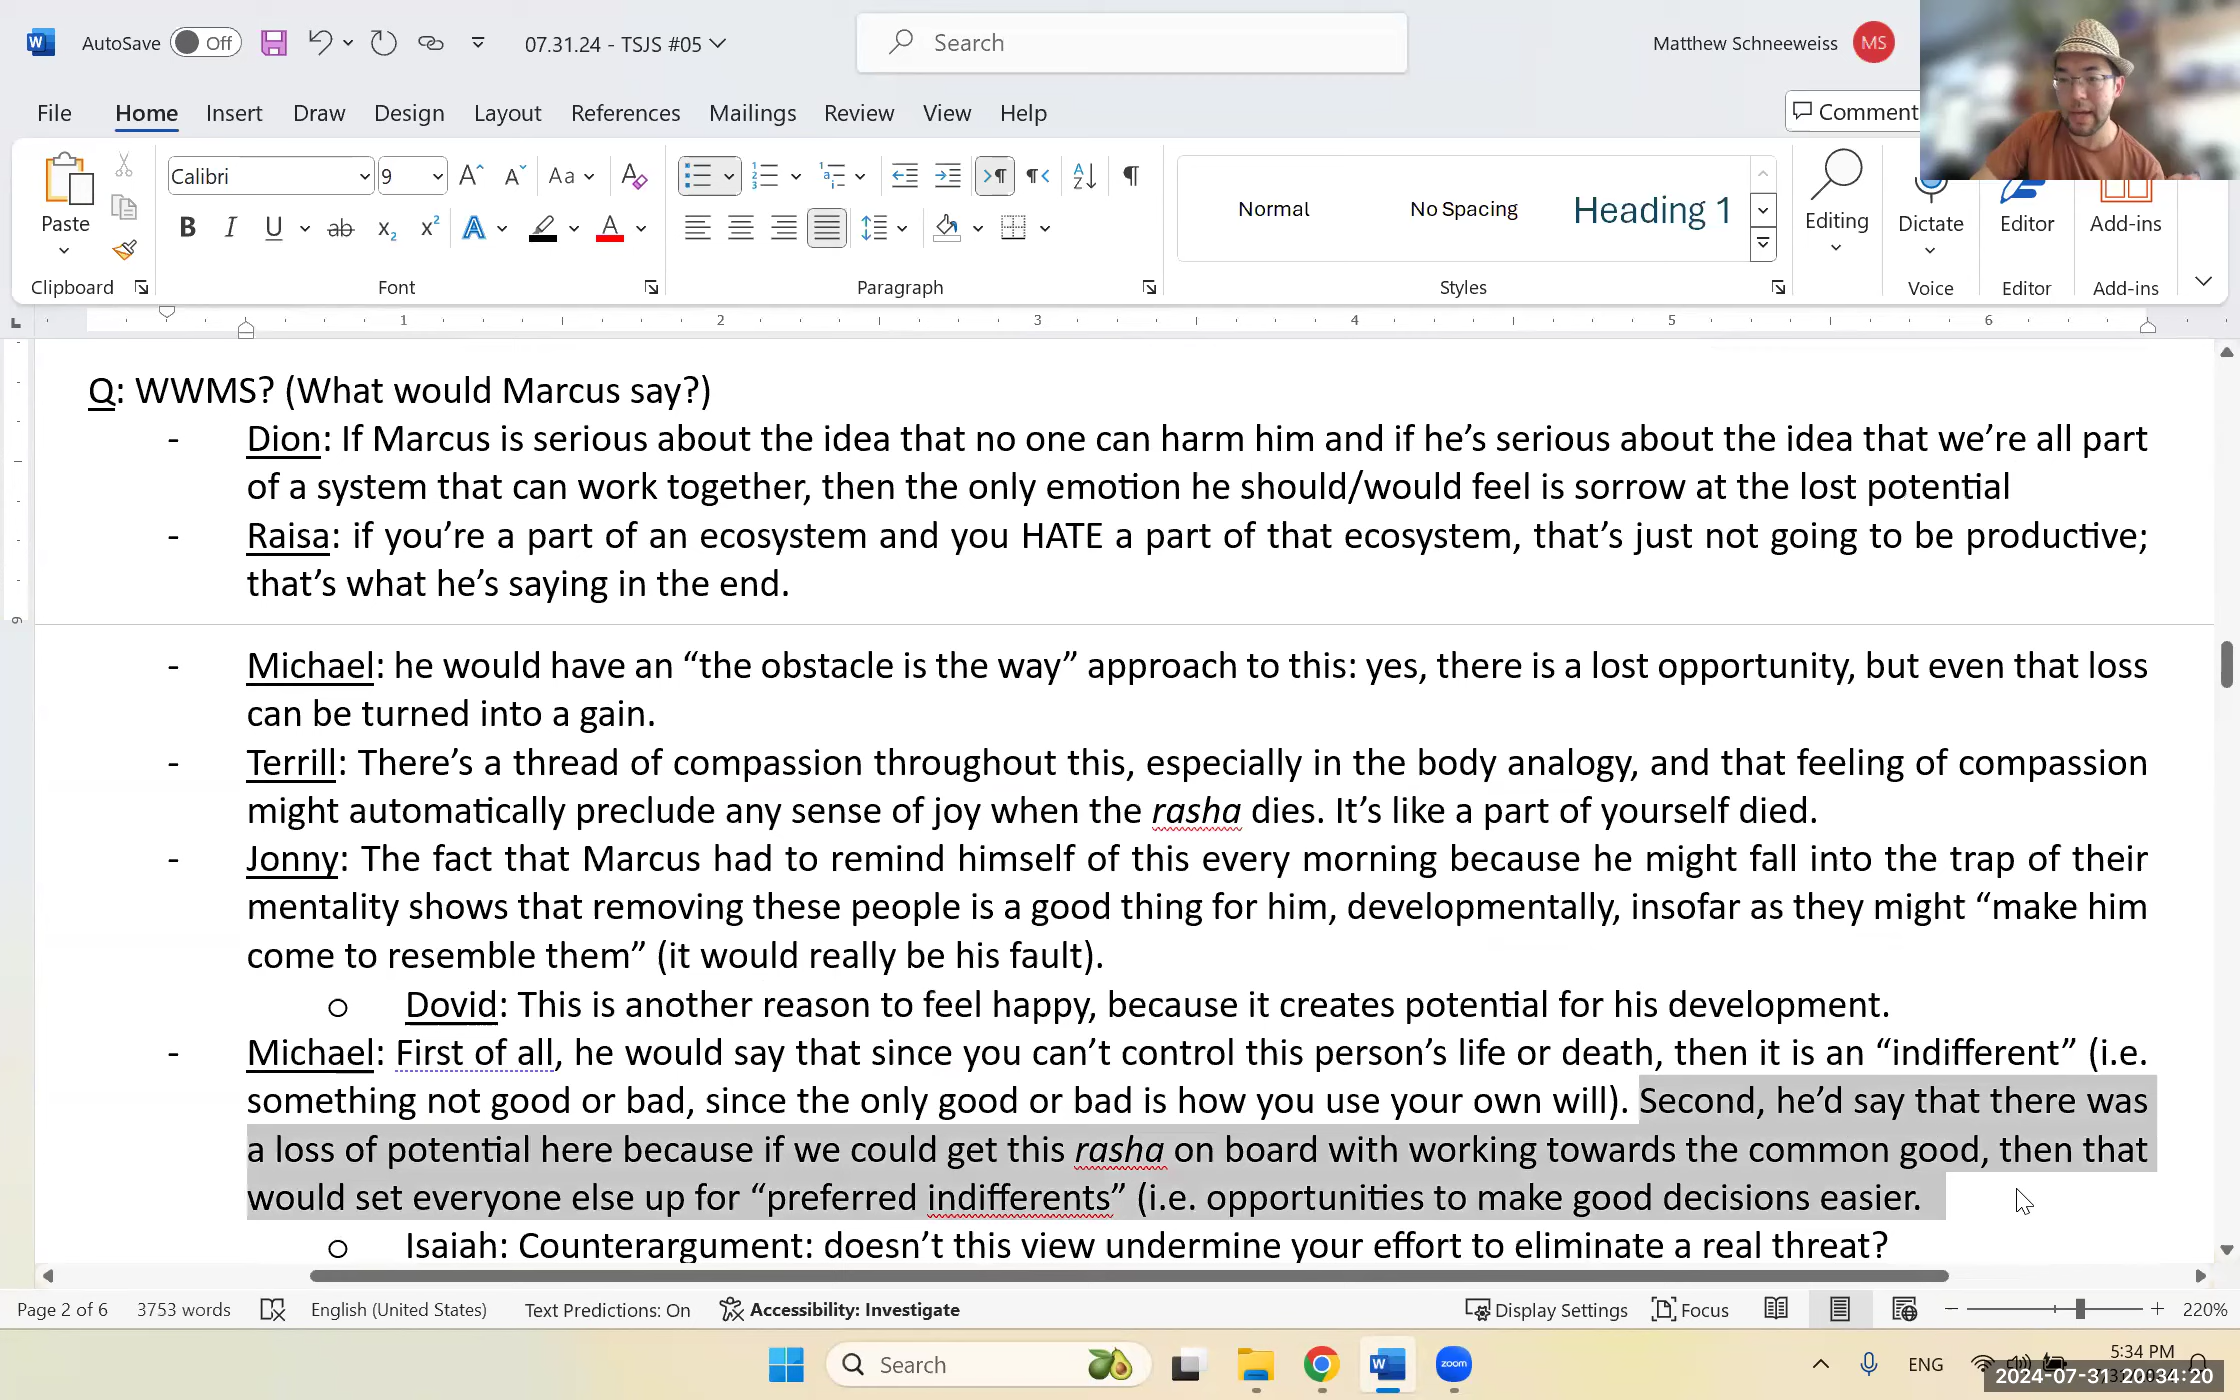 AutoSave Off 07.31.24 - TSJS #05 Search Matthew Schneeweiss MS
File Home Insert Draw Design Layout References Mailings Review View Help Comment
Paste Calibri 9 Normal No Spacing Heading 1 Editing Dictate Editor Add-ins
Clipboard Font Paragraph Styles Voice Editor Add-ins
1 2 3 4 5 6
Q: WWMS? (What would Marcus say?)
- Dion: If Marcus is serious about the idea that no one can harm him and if he’s serious about the idea that we’re all part
of a system that can work together, then the only emotion he should/would feel is sorrow at the lost potential
- Raisa: if you’re a part of an ecosystem and you HATE a part of that ecosystem, that’s just not going to be productive;
that’s what he’s saying in the end.
- Michael: he would have an “the obstacle is the way” approach to this: yes, there is a lost opportunity, but even that loss
can be turned into a gain.
- Terrill: There’s a thread of compassion throughout this, especially in the body analogy, and that feeling of compassion
might automatically preclude any sense of joy when the rasha dies. It’s like a part of yourself died.
- Jonny: The fact that Marcus had to remind himself of this every morning because he might fall into the trap of their
mentality shows that removing these people is a good thing for him, developmentally, insofar as they might “make him
come to resemble them” (it would really be his fault).
o Dovid: This is another reason to feel happy, because it creates potential for his development.
- Michael: First of all, he would say that since you can’t control this person’s life or death, then it is an “indifferent” (i.e.
something not good or bad, since the only good or bad is how you use your own will). Second, he’d say that there was
a loss of potential here because if we could get this rasha on board with working towards the common good, then that
would set everyone else up for “preferred indifferents” (i.e. opportunities to make good decisions easier.
o Isaiah: Counterargument: doesn’t this view undermine your effort to eliminate a real threat?
Page 2 of 6 3753 words English (United States) Text Predictions: On Accessibility: Investigate Display Settings Focus 220%
Search zoom ENG 5:34 PM
2024-07-31 20:34:20